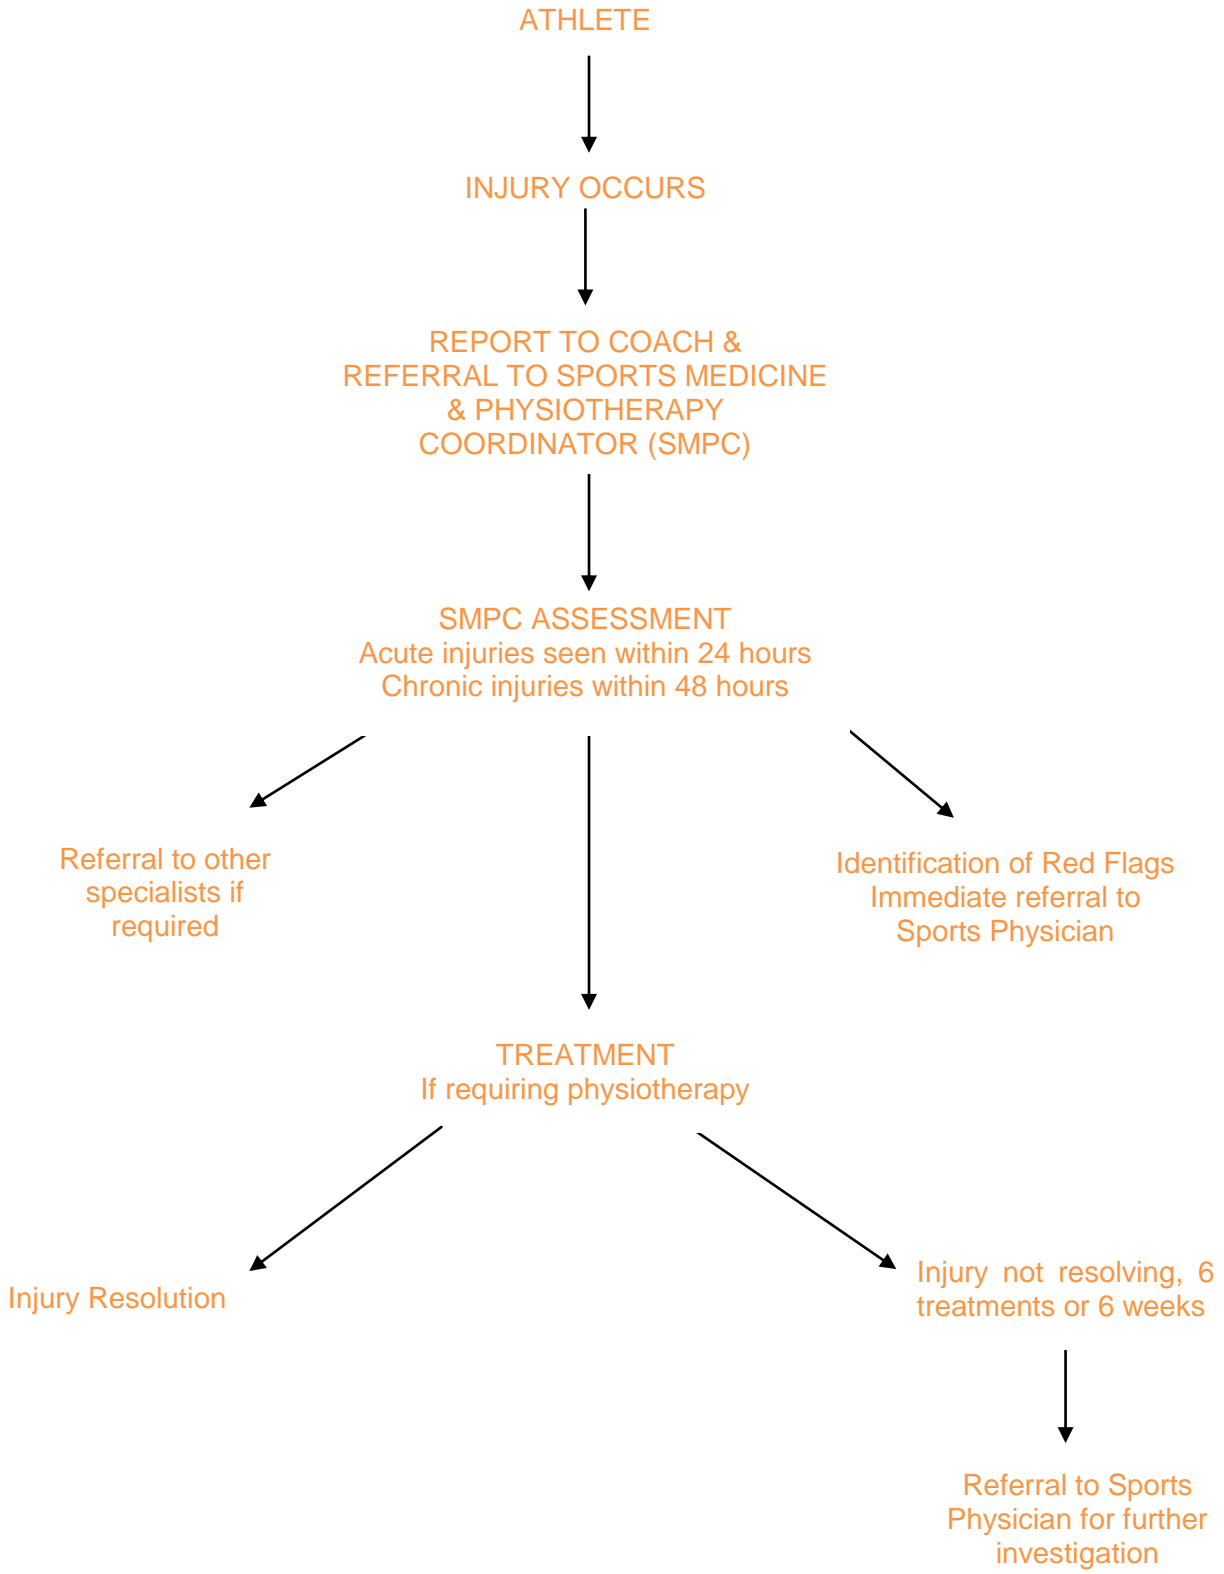 ATHLETE
INJURY OCCURS
REPORT TO COACH &
REFERRAL TO SPORTS MEDICINE
& PHYSIOTHERAPY
COORDINATOR (SMPC)
SMPC ASSESSMENT
Acute injuries seen within 24 hours
Chronic injuries within 48 hours
Referral to other
specialists if
required
Identification of Red Flags
Immediate referral to
Sports Physician
TREATMENT
If requiring physiotherapy
Injury Resolution
Injury not resolving, 6
treatments or 6 weeks
Referral to Sports
Physician for further
investigation